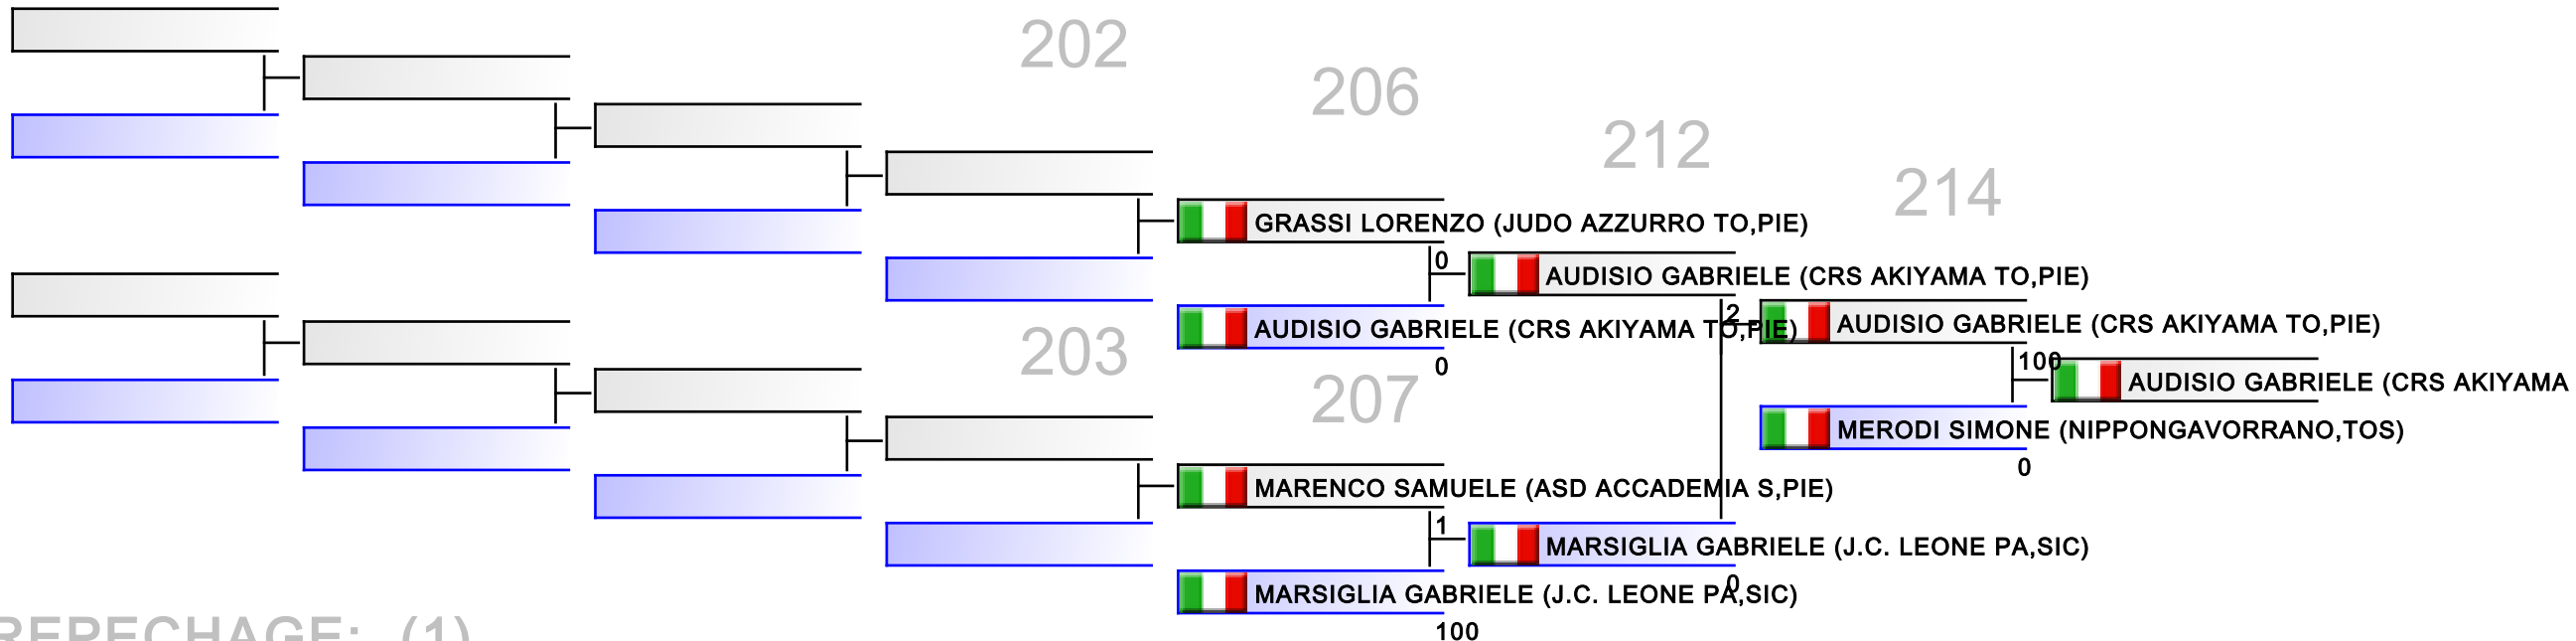 202
206
212
214
GRASSI LORENZO (JUDO AZZURRO TO,PIE)
0
AUDISIO GABRIELE (CRS AKIYAMA TO,PIE)
AUDISIO GABRIELE (CRS AKIYAMA TO,PIE)
0
2
AUDISIO GABRIELE (CRS AKIYAMA TO,PIE)
100
AUDISIO GABRIELE (CRS AKIYAMA
MERODI SIMONE (NIPPONGAVORRANO,TOS)
0
203
207
MARENCO SAMUELE (ASD ACCADEMIA S,PIE)
1
MARSIGLIA GABRIELE (J.C. LEONE PA,SIC)
0
MARSIGLIA GABRIELE (J.C. LEONE PA,SIC)
100
REPECHAGE: (1)